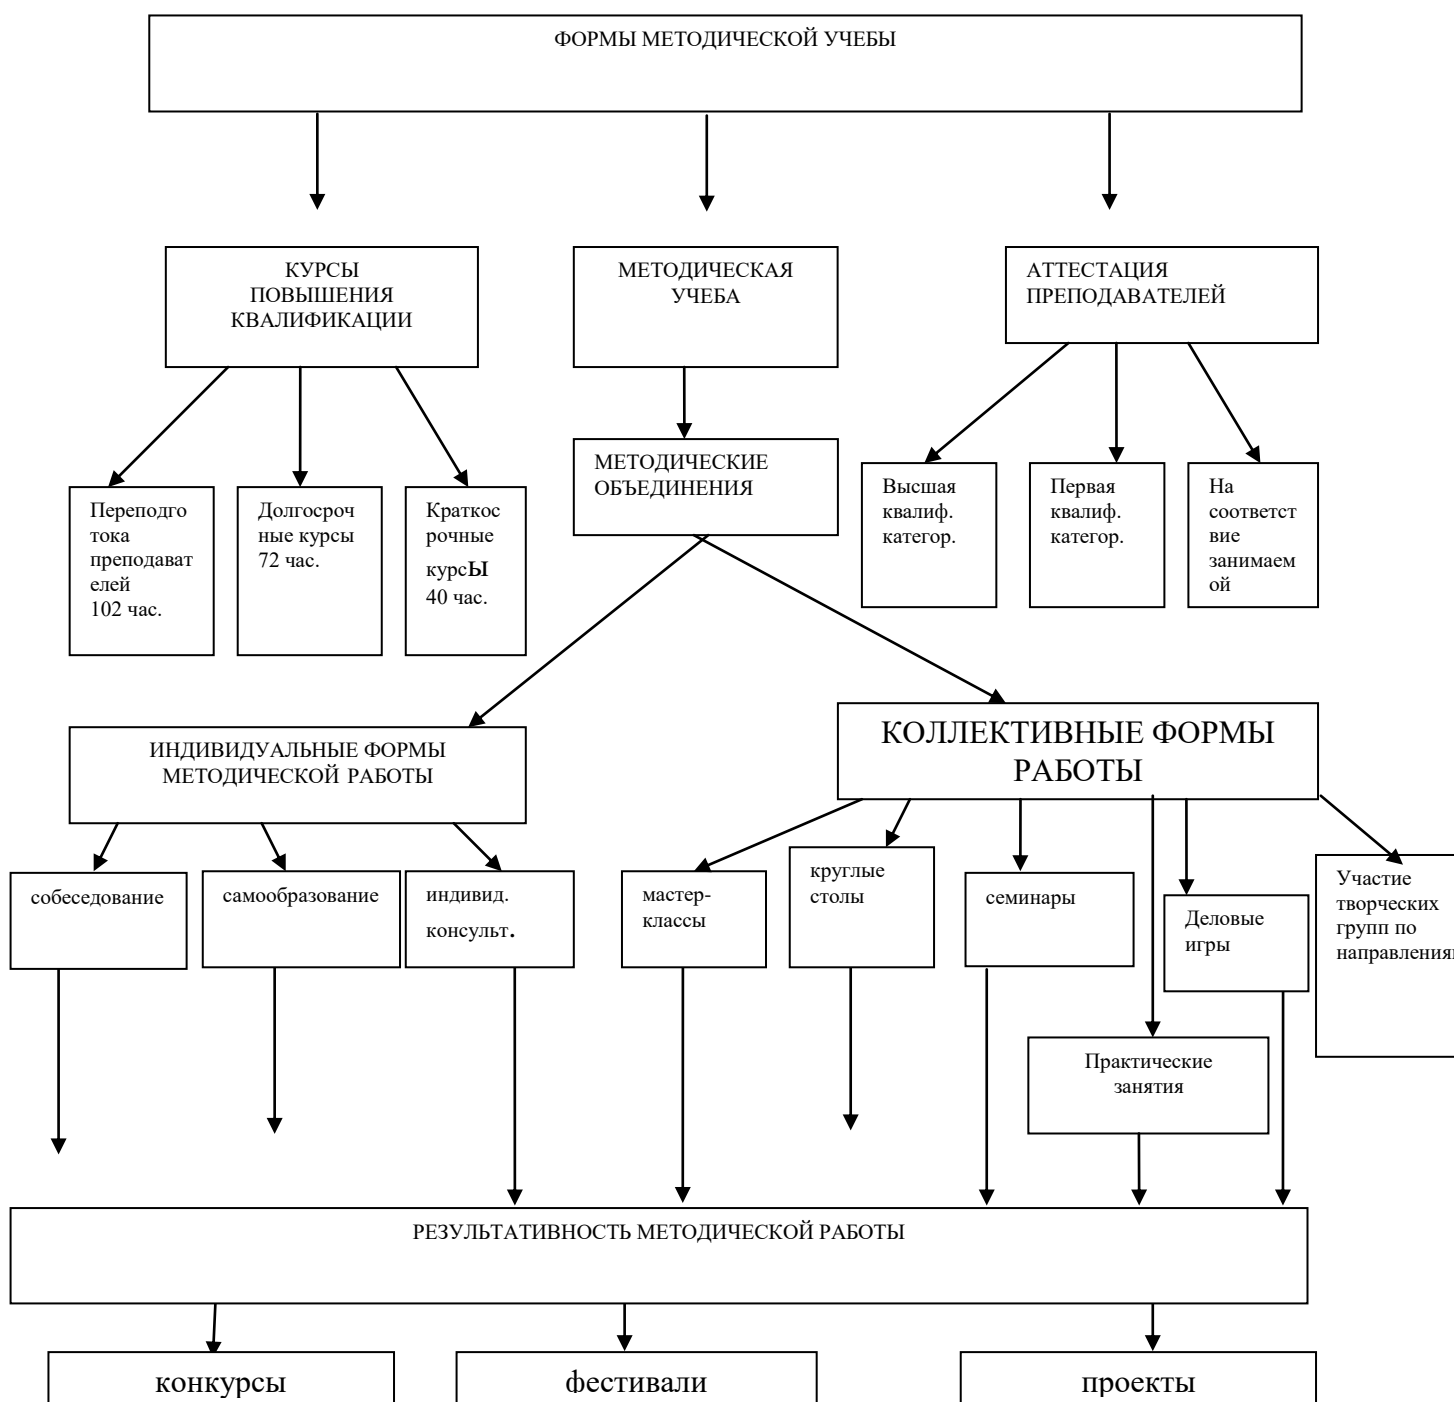 ФОРМЫ МЕТОДИЧЕСКОЙ УЧЕБЫ
КУРСЫ
ПОВЫШЕНИЯ
КВАЛИФИКАЦИИ
МЕТОДИЧЕСКАЯ
УЧЕБА
АТТЕСТАЦИЯ
ПРЕПОДАВАТЕЛЕЙ
Переподго
тока
преподават
елей
102 час.
Долгосроч
ные курсы
72 час.
Краткос
рочные
курсы
40 час.
МЕТОДИЧЕСКИЕ
ОБЪЕДИНЕНИЯ
Высшая
квалиф.
категор.
Первая
квалиф.
категор.
На
соответст
вие
занимаем
ой
ИНДИВИДУАЛЬНЫЕ ФОРМЫ
МЕТОДИЧЕСКОЙ РАБОТЫ
КОЛЛЕКТИВНЫЕ ФОРМЫ
РАБОТЫ
собеседование
самообразование
индивид.
консульт.
мастер-
классы
круглые
столы
семинары
Деловые
игры
Участие
творческих
групп по
направления
Практические
занятия
РЕЗУЛЬТАТИВНОСТЬ МЕТОДИЧЕСКОЙ РАБОТЫ
конкурсы
фестивали
проекты